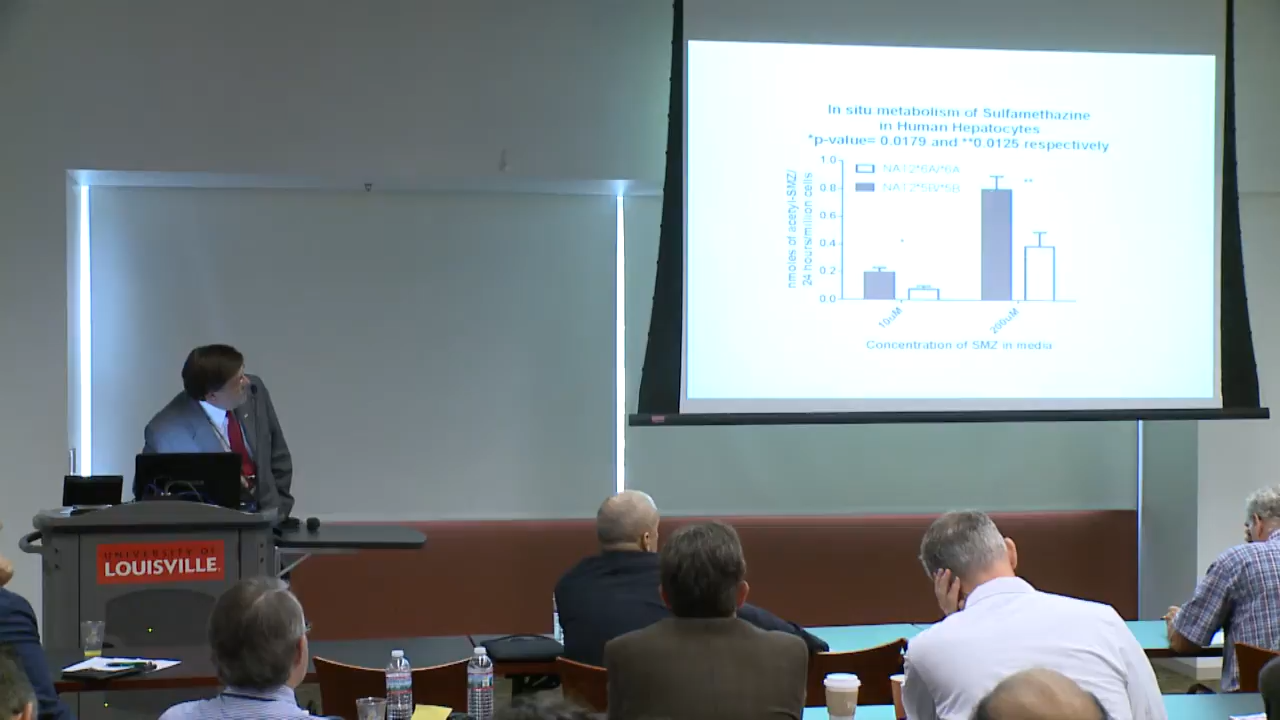 In situ metabolism of Sulfamethazine
in Human Hepatocytes
*p-value= 0.0179 and **0.0125 respectively
nmoles of acetyl-SMZ/
24 hours/million cells
1.0
0.8
0.6
0.4
0.2
0.0
NAT2*6A/*6A
NAT2*5B/*5B
*
**
10uM
200uM
Concentration of SMZ in media
UNIVERSITY OF
LOUISVILLE.